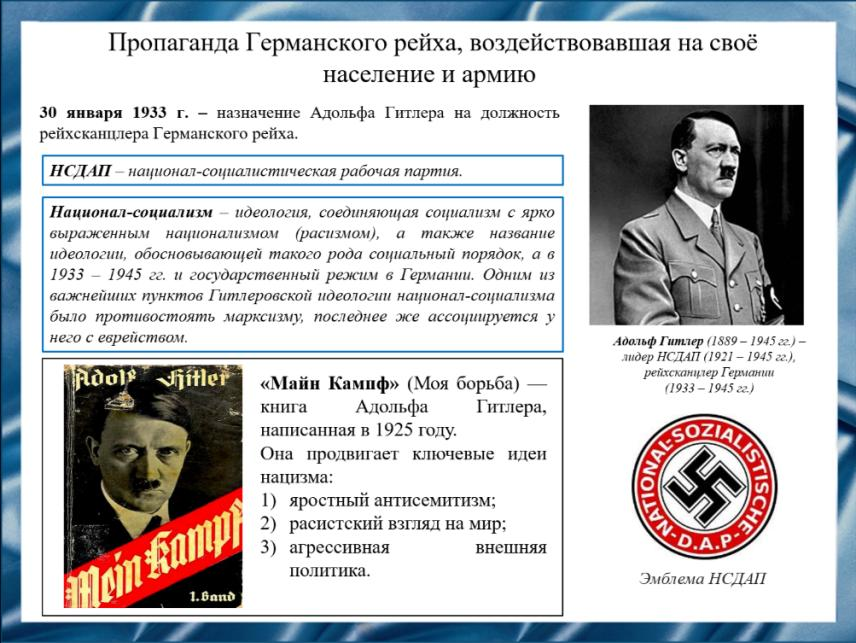 Пропаганда Германского рейха, воздействовавшая на своё
население и армию
30 января 1933 г. – назначение Адольфа Гитлера на должность
рейхсканцлера Германского рейха.
НСДАП – национал-социалистическая рабочая партия.
Национал-социализм – идеология, соединяющая социализм с ярко
выраженным национализмом (расизмом), а также название
идеологии, обосновывающей такого рода социальный порядок, а в
1933 – 1945 гг. и государственный режим в Германии. Одним из
важнейших пунктов Гитлеровской идеологии национал-социализма
было противостоять марксизму, последнее же ассоциируется у
него с еврейством.
Adolf Hitler
Mein Kampf
1. Band
«Майн Кампф» (Моя борьба) —
книга Адольфа Гитлера,
написанная в 1925 году.
Она продвигает ключевые идеи
нацизма:
1) яростный антисемитизм;
2) расистский взгляд на мир;
3) агрессивная внешняя
политика.
Адольф Гитлер (1889 – 1945 гг.) –
лидер НСДАП (1921 – 1945 гг.),
рейхсканцлер Германии
(1933 – 1945 гг.)
NATIONAL-SOZIALISTISCHE
D.A.P
Эмблема НСДАП